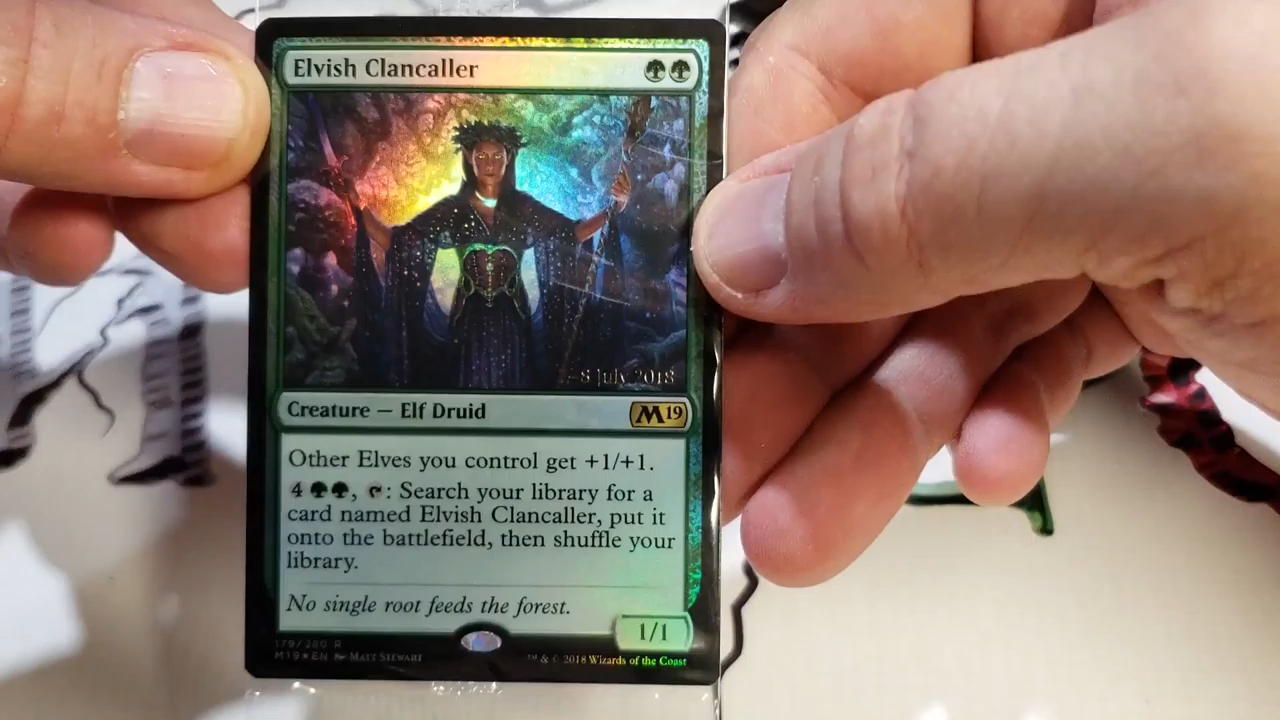 Elvish Clancaller
8 July 2018
Creature — Elf Druid
M19
Other Elves you control get +1/+1.
4, : Search your library for a
card named Elvish Clancaller, put it
onto the battlefield, then shuffle your
library.
No single root feeds the forest.
1/1
179/280 R
M19★EN Matt Stewart
™ & © 2018 Wizards of the Coast